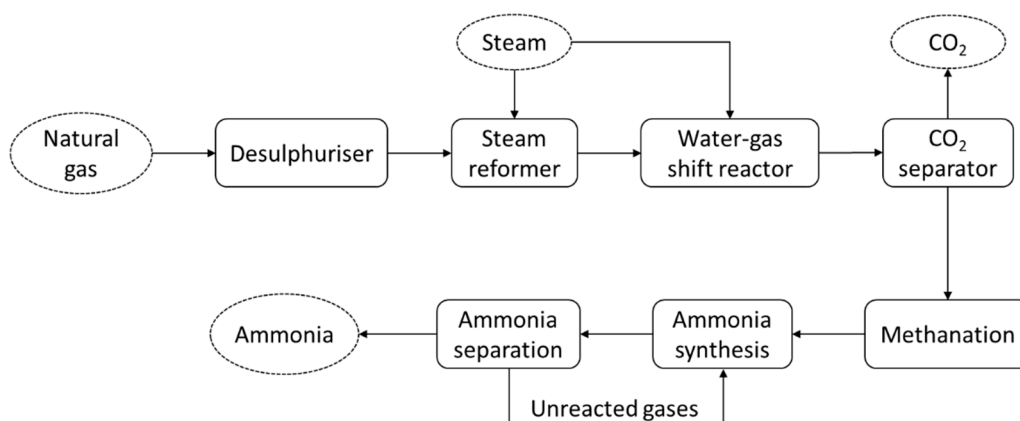 Steam
CO₂
Natural
gas
Desulphuriser
Steam
reformer
Water-gas
shift reactor
CO₂
separator
Ammonia
Ammonia
separation
Ammonia
synthesis
Methanation
Unreacted gases